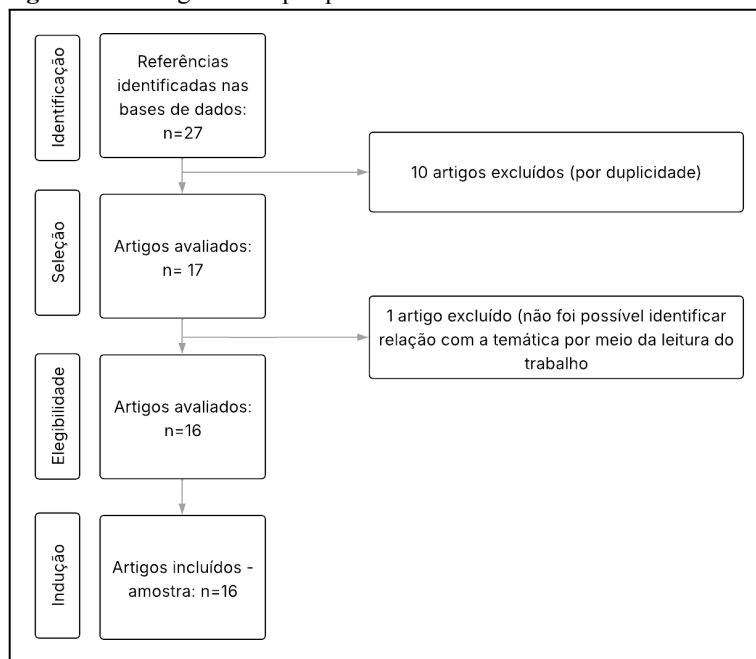 Identificação
Referências
identificadas nas
bases de dados:
n=27
10 artigos excluídos (por duplicidade)
Seleção
Artigos avaliados:
n= 17
1 artigo excluído (não foi possível identificar
relação com a temática por meio da leitura do
trabalho
Elegibilidade
Artigos avaliados:
n=16
Indução
Artigos incluídos -
amostra: n=16